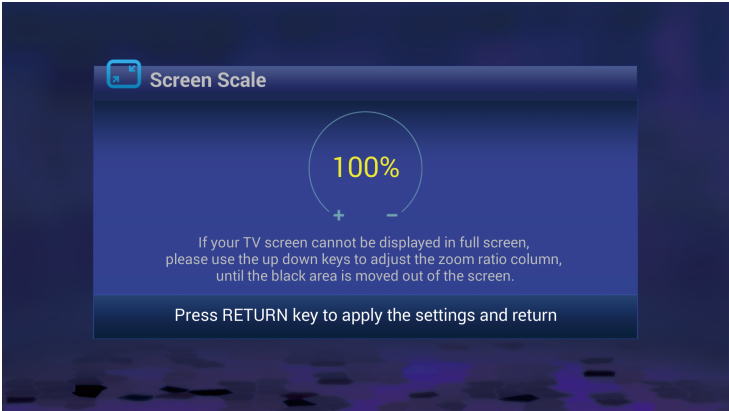 Screen Scale
100%
+ −
If your TV screen cannot be displayed in full screen,
please use the up down keys to adjust the zoom ratio column,
until the black area is moved out of the screen.
Press RETURN key to apply the settings and return